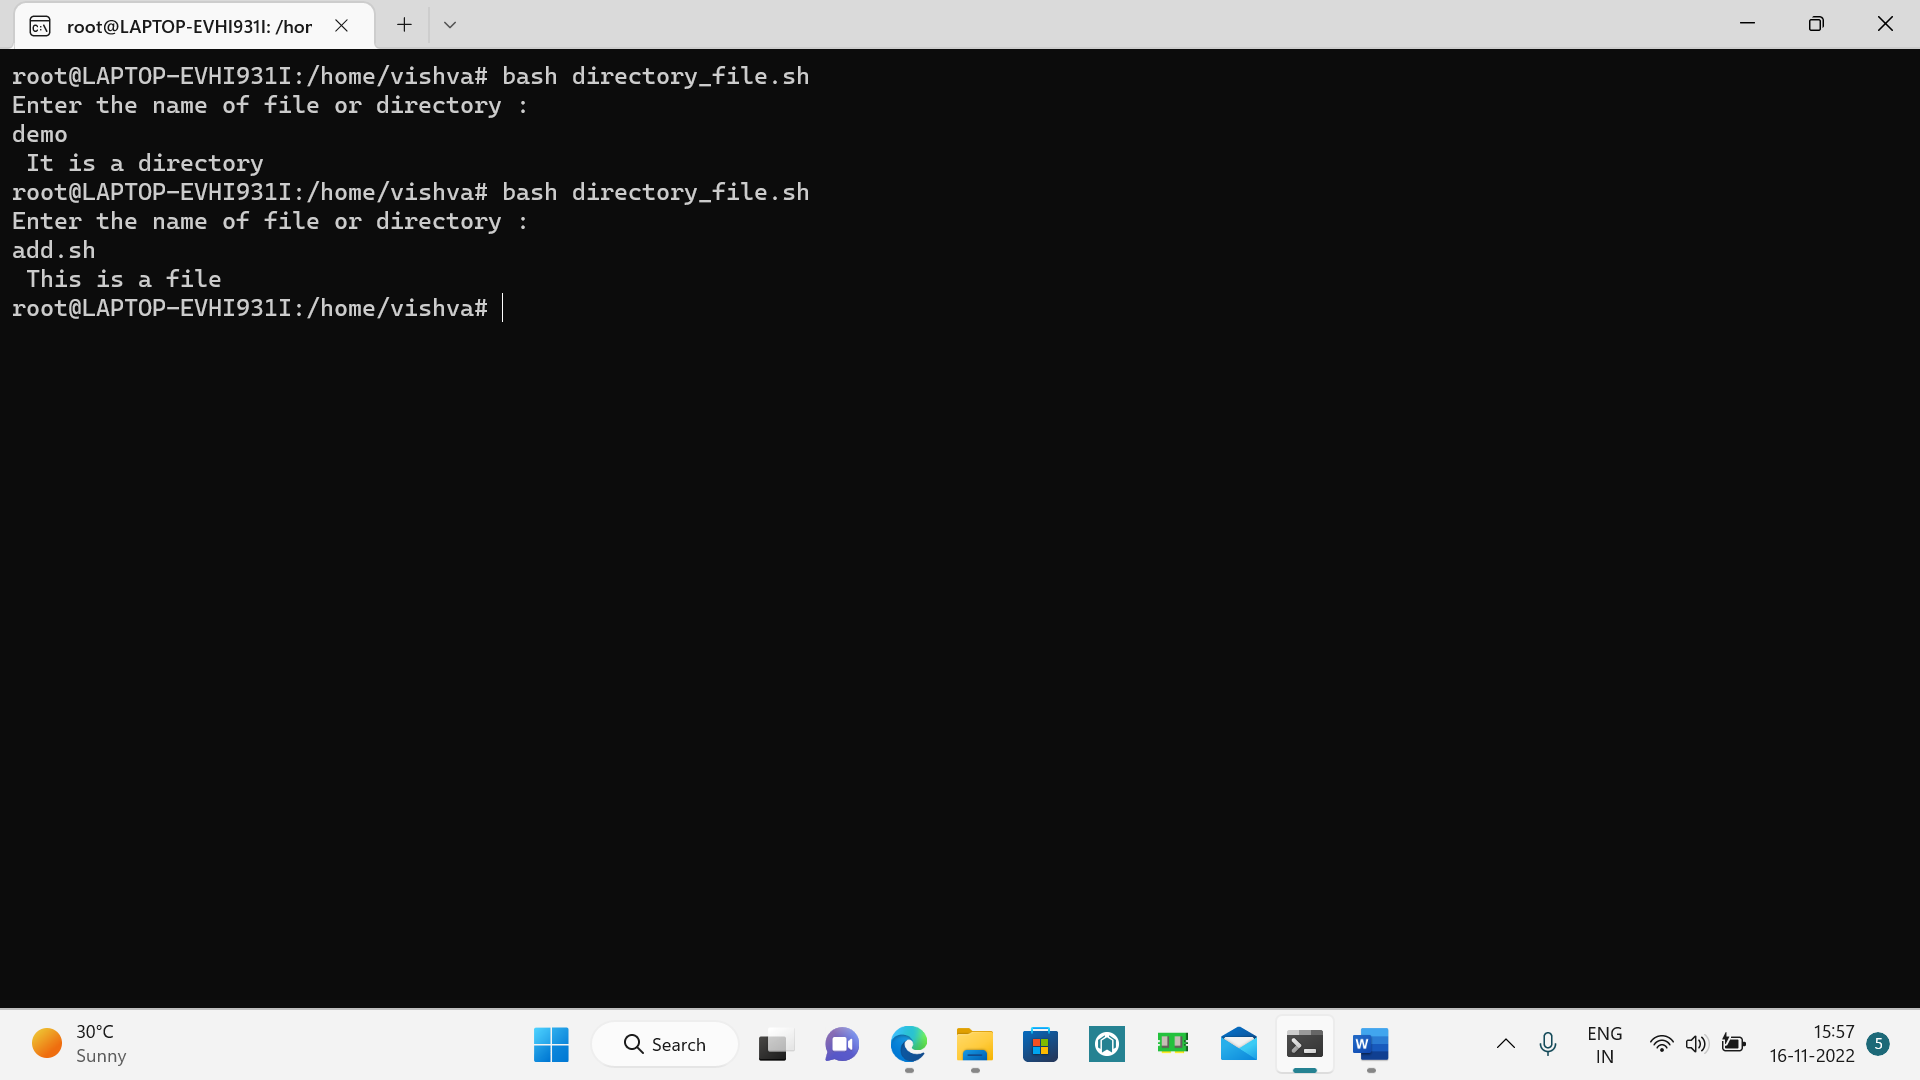 root@LAPTOP-EVHI931I: /hor
root@LAPTOP-EVHI931I:/home/vishva# bash directory_file.sh
Enter the name of file or directory :
demo
 It is a directory
root@LAPTOP-EVHI931I:/home/vishva# bash directory_file.sh
Enter the name of file or directory :
add.sh
 This is a file
root@LAPTOP-EVHI931I:/home/vishva#
30°C
Sunny
Search
W
ENG
IN
15:57
16-11-2022
5